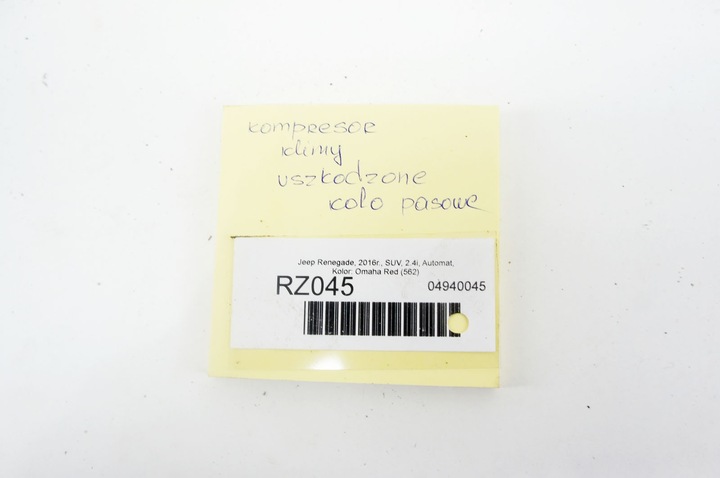 kompresor
klimy
uszkodzone
koło pasowe
Jeep Renegade, 2016r., SUV, 2.4i, Automat,
Kolor: Omaha Red (562)
RZ045 04940045